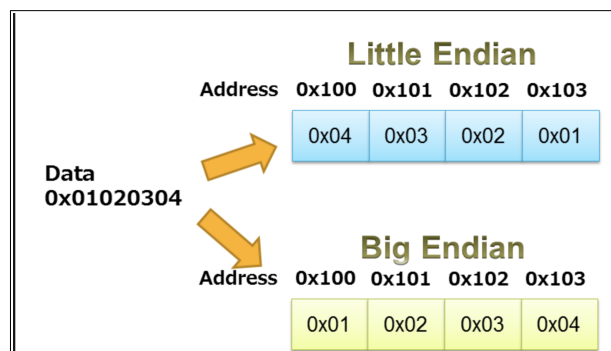 Little Endian
Address 0x100 0x101 0x102 0x103
0x04 0x03 0x02 0x01
Data
0x01020304
Big Endian
Address 0x100 0x101 0x102 0x103
0x01 0x02 0x03 0x04